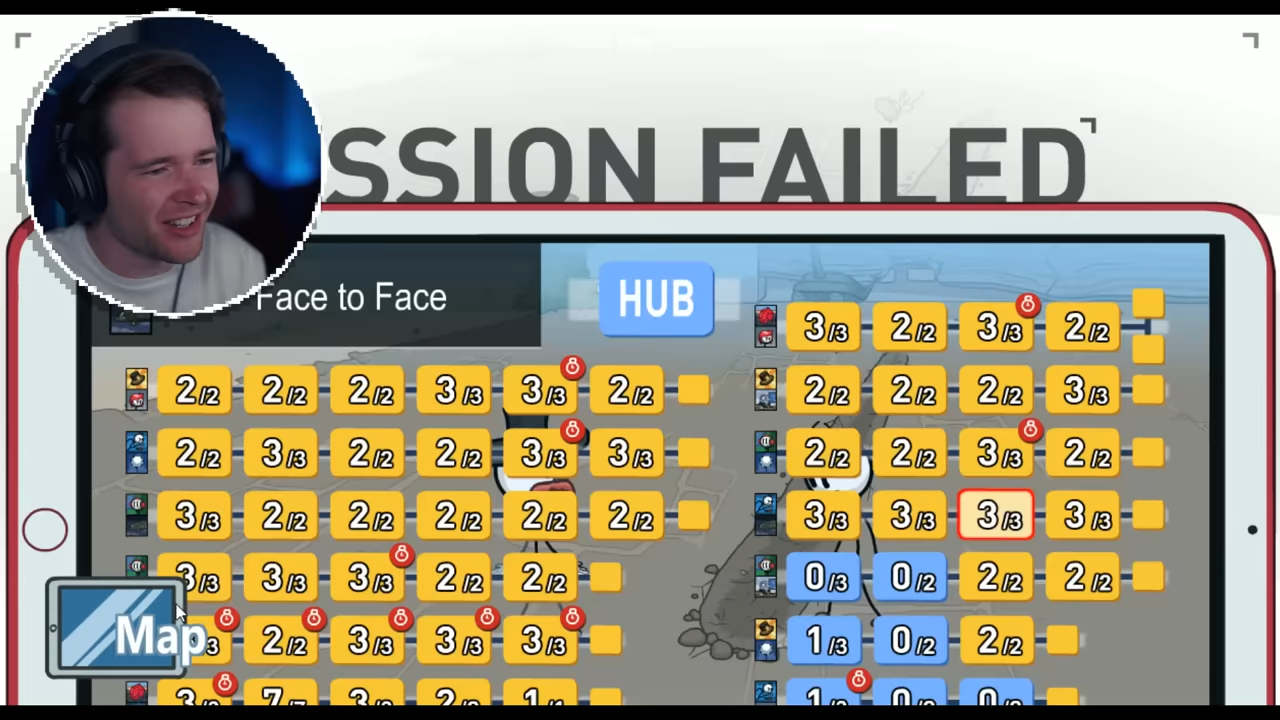 SSION FAILED
Face to Face
HUB
3/3 2/2 3/3 2/2
2/2 2/2 2/2 3/3 3/3 2/2
2/2 2/2 2/2 3/3
2/2 3/3 2/2 2/2 3/3 3/3
2/2 2/2 3/3 2/2
3/3 2/2 2/2 2/2 2/2 2/2
3/3 3/3 3/3 3/3
3/3 3/3 3/3 2/2 2/2
0/3 0/2 2/2 2/2
Map
/3 2/2 3/3 3/3 3/3
1/3 0/2 2/2